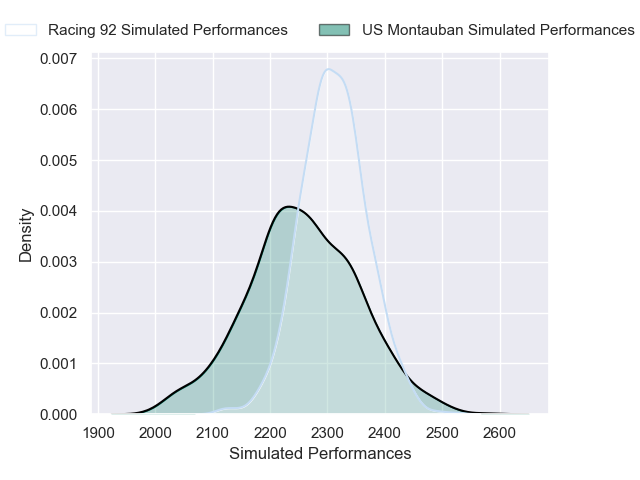 Racing 92 Simulated Performances US Montauban Simulated Performances
0.007
0.006
0.005
0.004
0.003
0.002
0.001
0.000
Density
1900 2000 2100 2200 2300 2400 2500 2600
Simulated Performances